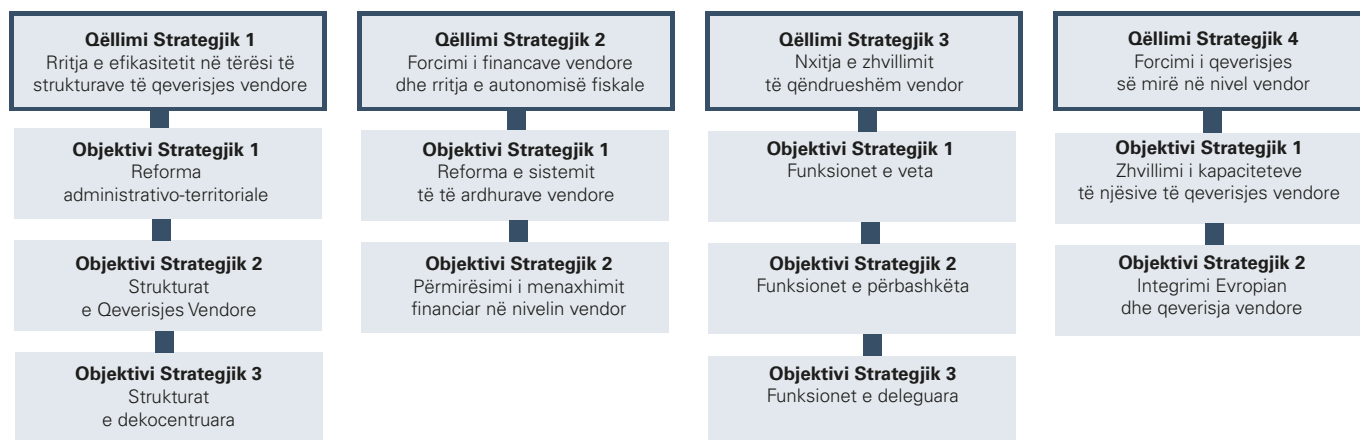 Qëllimi Strategjik 1
Rritja e efikasitetit në tërësi të
strukturave të qeverisjes vendore
Objektivi Strategjik 1
Reforma
administrativo-territoriale
Objektivi Strategjik 2
Strukturat
e Qeverisjes Vendore
Objektivi Strategjik 3
Strukturat
e dekocentruara
Qëllimi Strategjik 2
Forcimi i financave vendore
dhe rritja e autonomisë fiskale
Objektivi Strategjik 1
Reforma e sistemit
të të ardhurave vendore
Objektivi Strategjik 2
Përmirësimi i menaxhimit
financiar në nivelin vendor
Qëllimi Strategjik 3
Nxitja e zhvillimit
të qëndrueshëm vendor
Objektivi Strategjik 1
Funksionet e veta
Objektivi Strategjik 2
Funksionet e përbashkëta
Objektivi Strategjik 3
Funksionet e deleguara
Qëllimi Strategjik 4
Forcimi i qeverisjes
së mirë në nivel vendor
Objektivi Strategjik 1
Zhvillimi i kapaciteteve
të njësive të qeverisjes vendore
Objektivi Strategjik 2
Integrimi Evropian
dhe qeverisja vendore